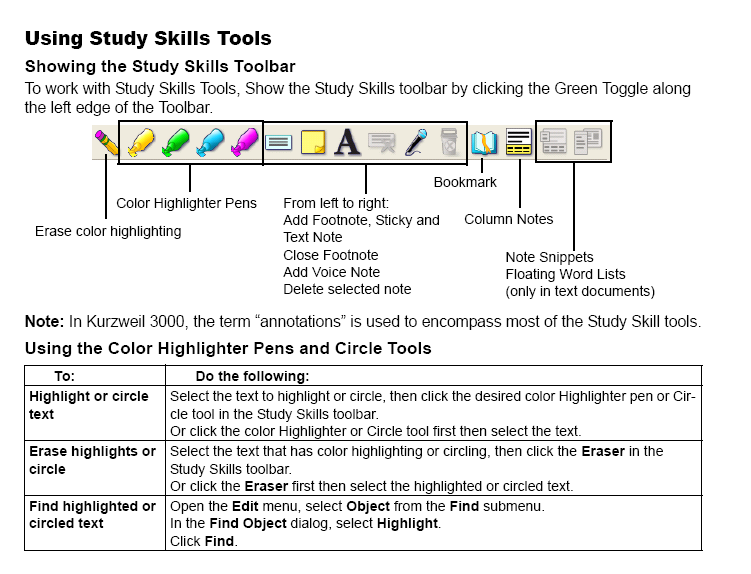 Using Study Skills Tools
Showing the Study Skills Toolbar
To work with Study Skills Tools, Show the Study Skills toolbar by clicking the Green Toggle along
the left edge of the Toolbar.
A
Bookmark
Color Highlighter Pens
From left to right:
Add Footnote, Sticky and
Text Note
Close Footnote
Add Voice Note
Delete selected note
Column Notes
Erase color highlighting
Note Snippets
Floating Word Lists
(only in text documents)
Note: In Kurzweil 3000, the term “annotations” is used to encompass most of the Study Skill tools.
Using the Color Highlighter Pens and Circle Tools
To: Do the following:
Highlight or circle
text
Select the text to highlight or circle, then click the desired color Highlighter pen or Cir-
cle tool in the Study Skills toolbar.
Or click the color Highlighter or Circle tool first then select the text.
Erase highlights or
circle
Select the text that has color highlighting or circling, then click the Eraser in the
Study Skills toolbar.
Or click the Eraser first then select the highlighted or circled text.
Find highlighted or
circled text
Open the Edit menu, select Object from the Find submenu.
In the Find Object dialog, select Highlight.
Click Find.